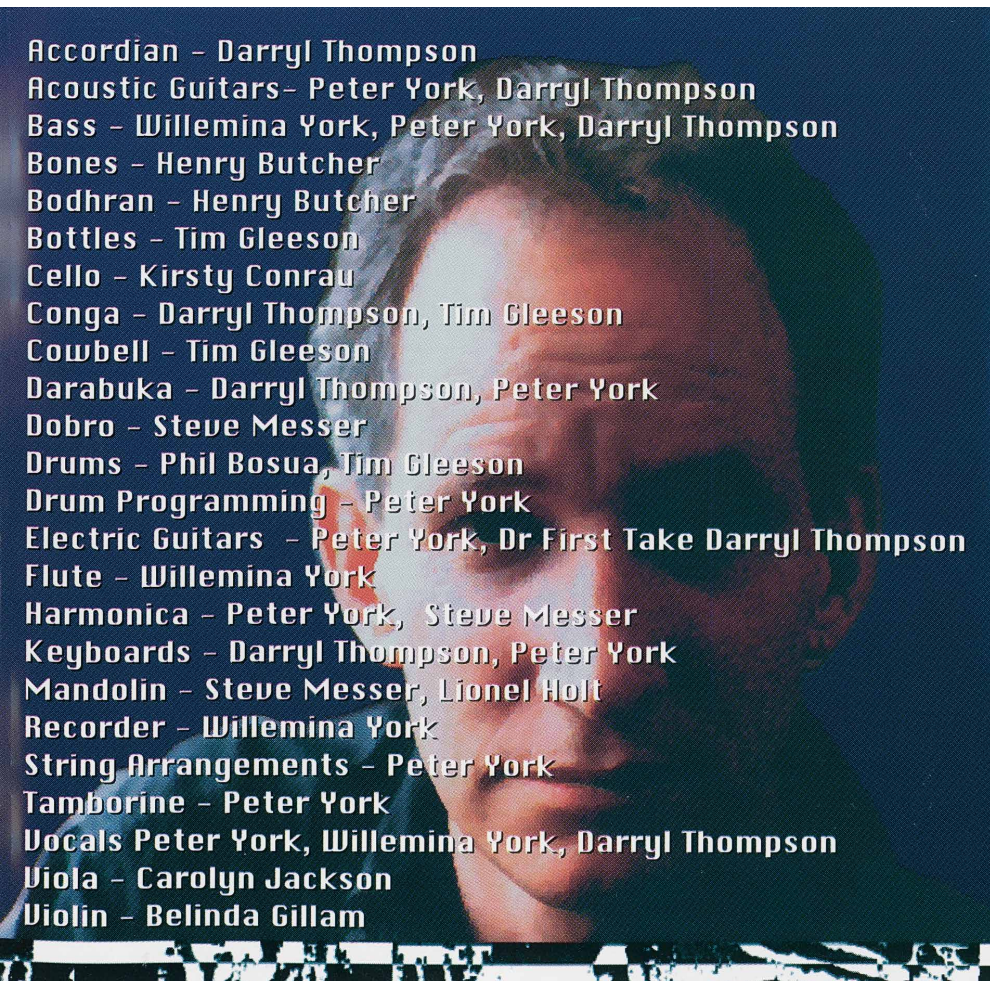 Accordian - Darryl Thompson
Acoustic Guitars- Peter York, Darryl Thompson
Bass - Willemina York, Peter York, Darryl Thompson
Bones - Henry Butcher
Bodhran - Henry Butcher
Bottles - Tim Gleeson
Cello - Kirsty Conrau
Conga - Darryl Thompson, Tim Gleeson
Cowbell - Tim Gleeson
Darabuka - Darryl Thompson, Peter York
Dobro - Steve Messer
Drums - Phil Bosua, Tim Gleeson
Drum Programming - Peter York
Electric Guitars - Peter York, Dr First Take Darryl Thompson
Flute - Willemina York
Harmonica - Peter York, Steve Messer
Keyboards - Darryl Thompson, Peter York
Mandolin - Steve Messer, Lionel Holt
Recorder - Willemina York
String Arrangements - Peter York
Tamborine - Peter York
Vocals Peter York, Willemina York, Darryl Thompson
Viola - Carolyn Jackson
Violin - Belinda Gillam